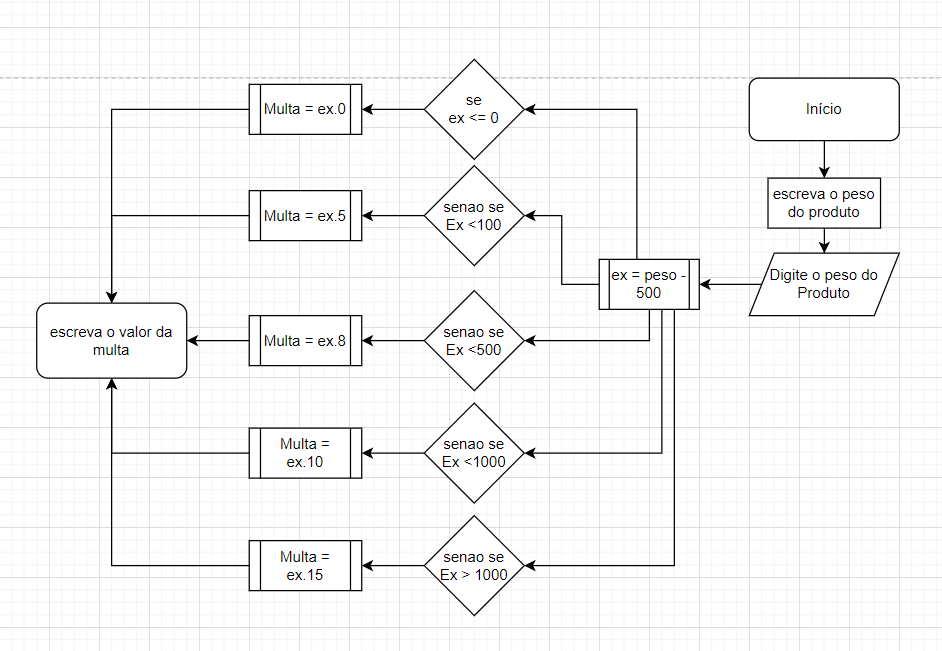 Início
escreva o peso
do produto
Digite o peso do
Produto
ex = peso -
500
se
ex <= 0
Multa = ex.0
senao se
Ex <100
Multa = ex.5
senao se
Ex <500
Multa = ex.8
senao se
Ex <1000
Multa =
ex.10
senao se
Ex > 1000
Multa =
ex.15
escreva o valor da
multa